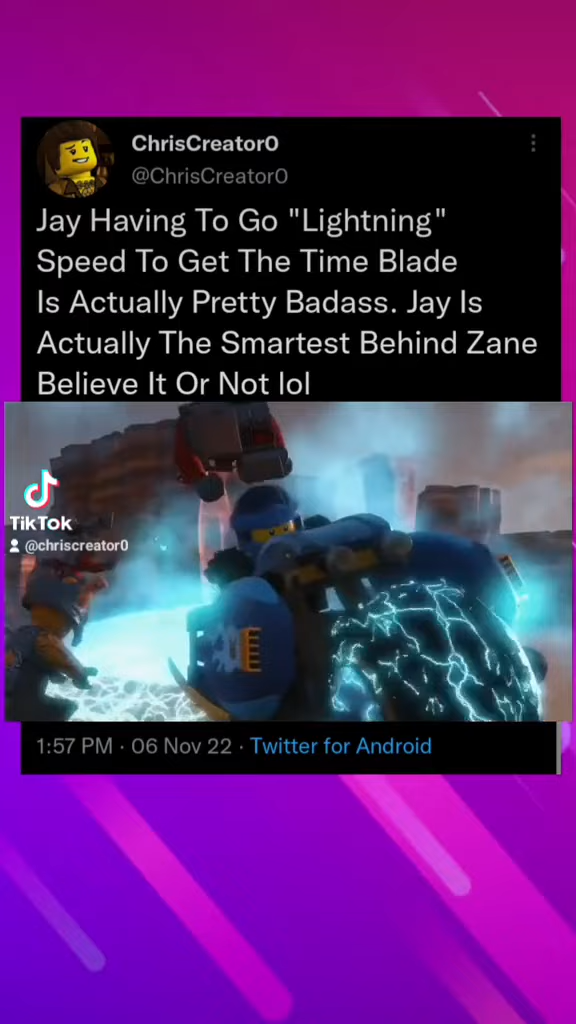 ChrisCreator0
@ChrisCreator0
Jay Having To Go "Lightning"
Speed To Get The Time Blade
Is Actually Pretty Badass. Jay Is
Actually The Smartest Behind Zane
Believe It Or Not lol
TikTok
@chriscreator0
1:57 PM · 06 Nov 22 · Twitter for Android